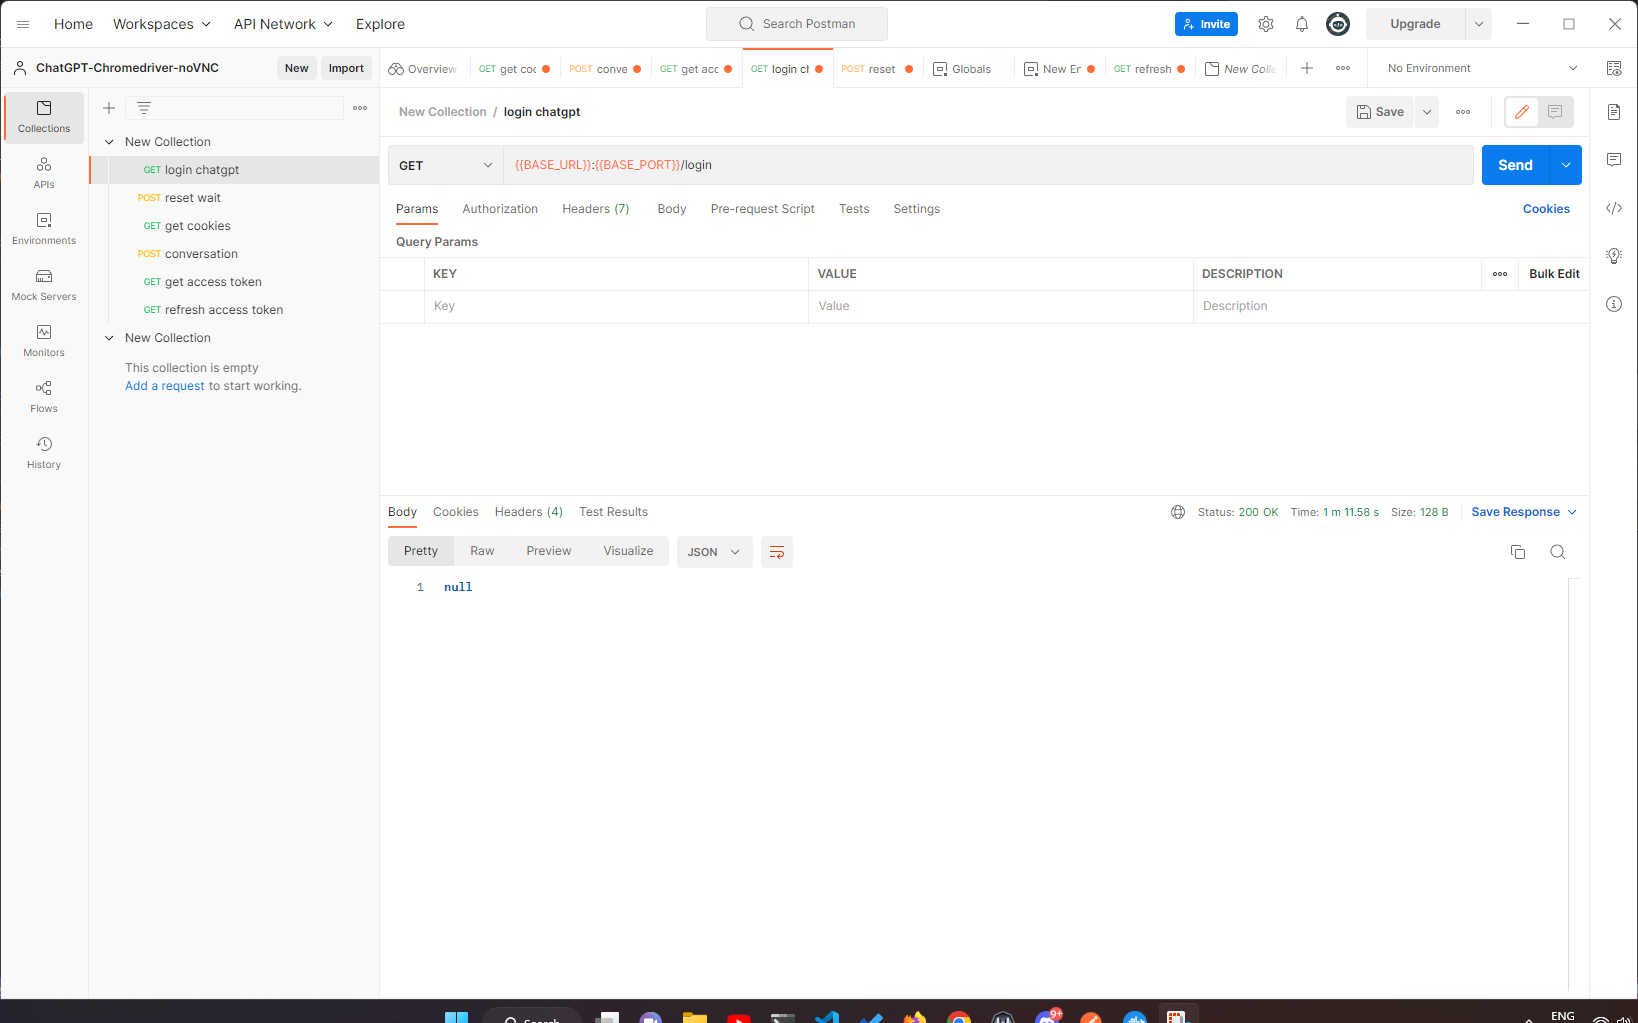 Home Workspaces API Network Explore Search Postman Invite Upgrade
ChatGPT-Chromedriver-noVNC New Import Overview GET get coo POST conve GET get acc GET login ch POST reset Globals New En GET refresh New Colle No Environment
New Collection / login chatgpt Save
Collections
APIs
Environments
Mock Servers
Monitors
Flows
History
New Collection
GET login chatgpt
POST reset wait
GET get cookies
POST conversation
GET get access token
GET refresh access token
New Collection
This collection is empty
Add a request to start working.
GET {{BASE_URL}}:{{BASE_PORT}}/login Send
Params Authorization Headers (7) Body Pre-request Script Tests Settings Cookies
Query Params
KEY VALUE DESCRIPTION Bulk Edit
Key Value Description
Body Cookies Headers (4) Test Results Status: 200 OK Time: 1 m 11.58 s Size: 128 B Save Response
Pretty Raw Preview Visualize JSON
1 null
Search 9+ ENG